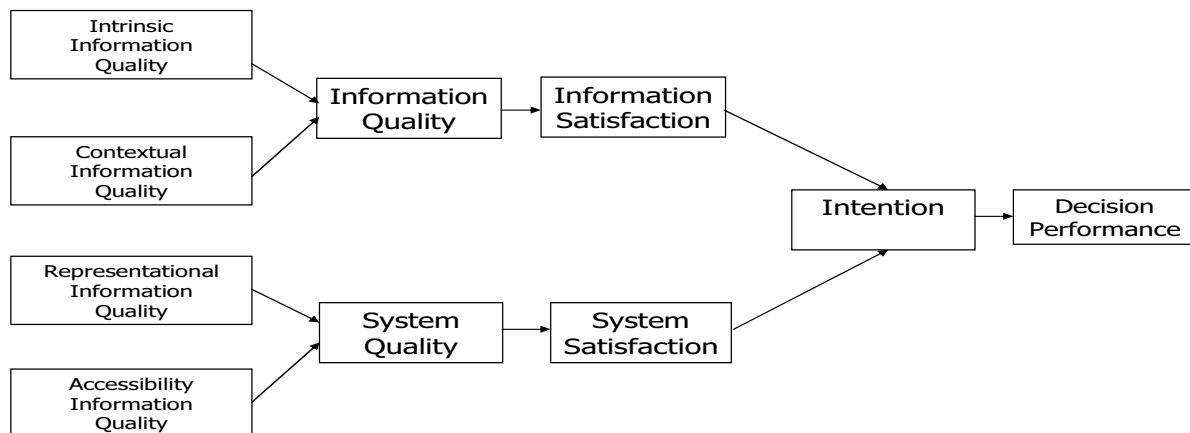 Intrinsic
Information
Quality
Contextual
Information
Quality
Representational
Information
Quality
Accessibility
Information
Quality
Information
Quality
System
Quality
Information
Satisfaction
System
Satisfaction
Intention
Decision
Performance